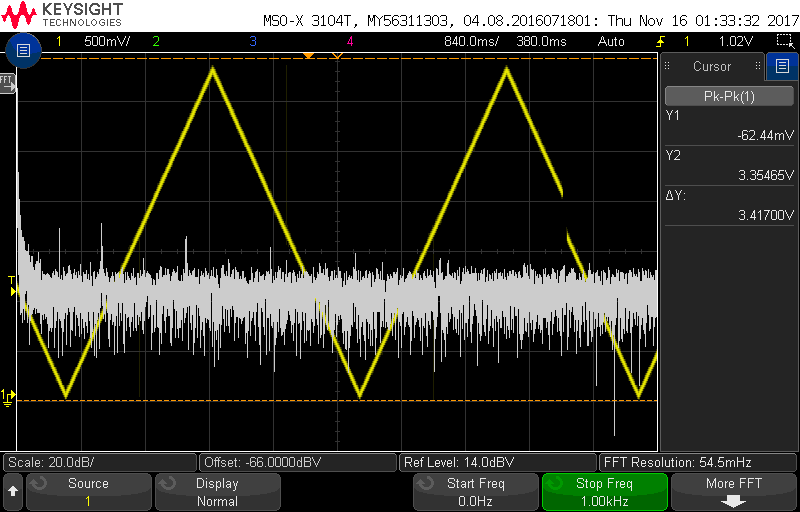 KEYSIGHT
TECHNOLOGIES
MSO-X 3104T, MY56311303, 04.08.2016071801: Thu Nov 16 01:33:32 2017
1 500mV/ 2 3 4 840.0ms/ 380.0ms Auto 1 1.02V
FFT
Cursor
Pk-Pk(1)
Y1
-62.44mV
Y2
3.35465V
ΔY:
3.41700V
T
1
Scale: 20.0dB/ Offset: -66.0000dBV Ref Level: 14.0dBV FFT Resolution: 54.5mHz
Source Display Start Freq Stop Freq More FFT
1 Normal 0.0Hz 1.00kHz